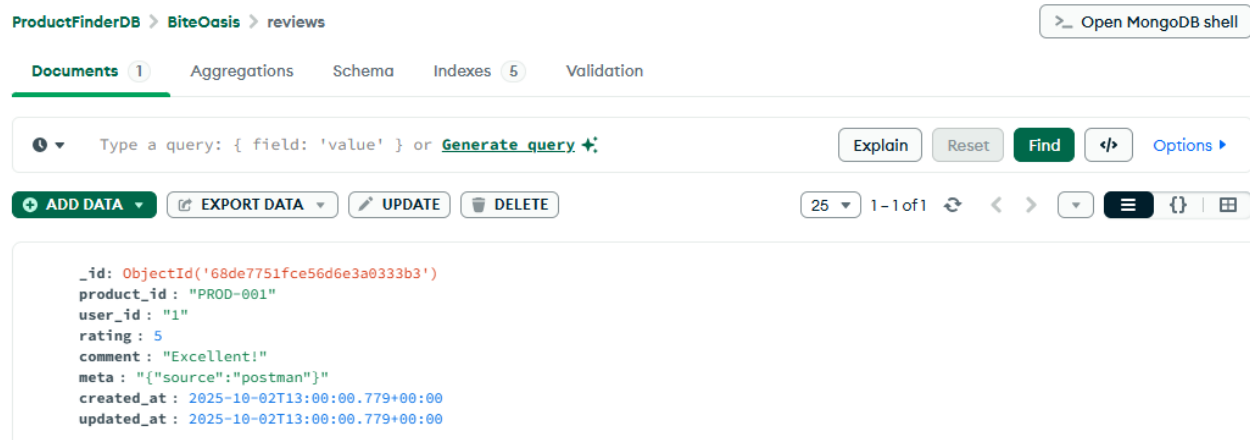 ProductFinderDB > BiteOasis > reviews
>_ Open MongoDB shell
Documents 1 Aggregations Schema Indexes 5 Validation
Type a query: { field: 'value' } or Generate query
Explain Reset Find </> Options
ADD DATA EXPORT DATA UPDATE DELETE
25 1–1 of 1 {}
_id: ObjectId('68de7751fce56d6e3a0333b3')
product_id : "PROD-001"
user_id : "1"
rating : 5
comment : "Excellent!"
meta : "{"source":"postman"}"
created_at : 2025-10-02T13:00:00.779+00:00
updated_at : 2025-10-02T13:00:00.779+00:00